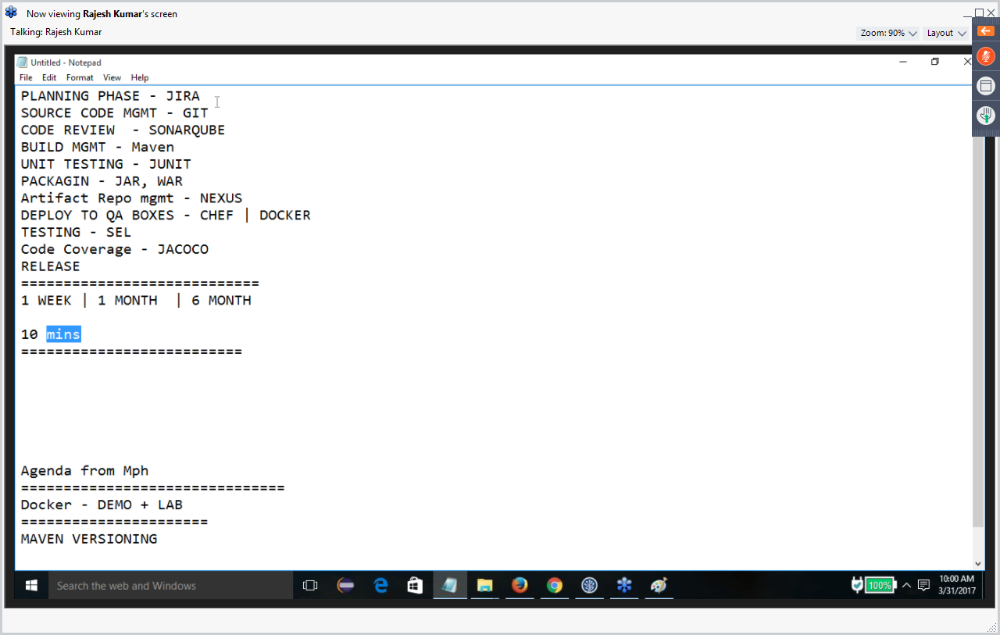 Now viewing Rajesh Kumar's screen
Talking: Rajesh Kumar
Zoom: 90%
Layout
Untitled - Notepad
File Edit Format View Help
PLANNING PHASE - JIRA
SOURCE CODE MGMT - GIT
CODE REVIEW  - SONARQUBE
BUILD MGMT - Maven
UNIT TESTING - JUNIT
PACKAGIN - JAR, WAR
Artifact Repo mgmt - NEXUS
DEPLOY TO QA BOXES - CHEF | DOCKER
TESTING - SEL
Code Coverage - JACOCO
RELEASE
============================
1 WEEK | 1 MONTH  | 6 MONTH
10 mins
==========================
Agenda from Mph
===============================
Docker - DEMO + LAB
======================
MAVEN VERSIONING
Search the web and Windows
100%
10:00 AM
3/31/2017